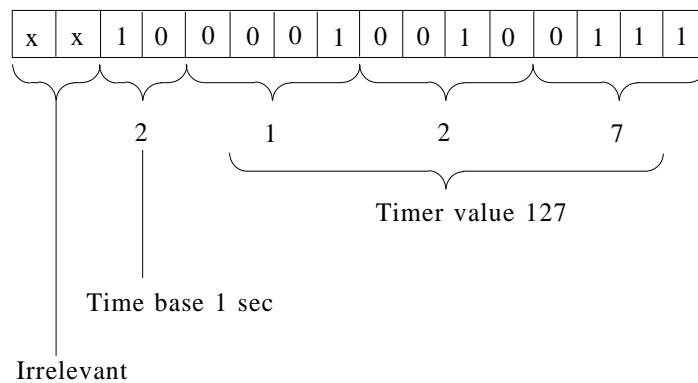 x x 1 0 0 0 0 1 0 0 1 0 0 1 1 1
2 1 2 7
Timer value 127
Time base 1 sec
Irrelevant